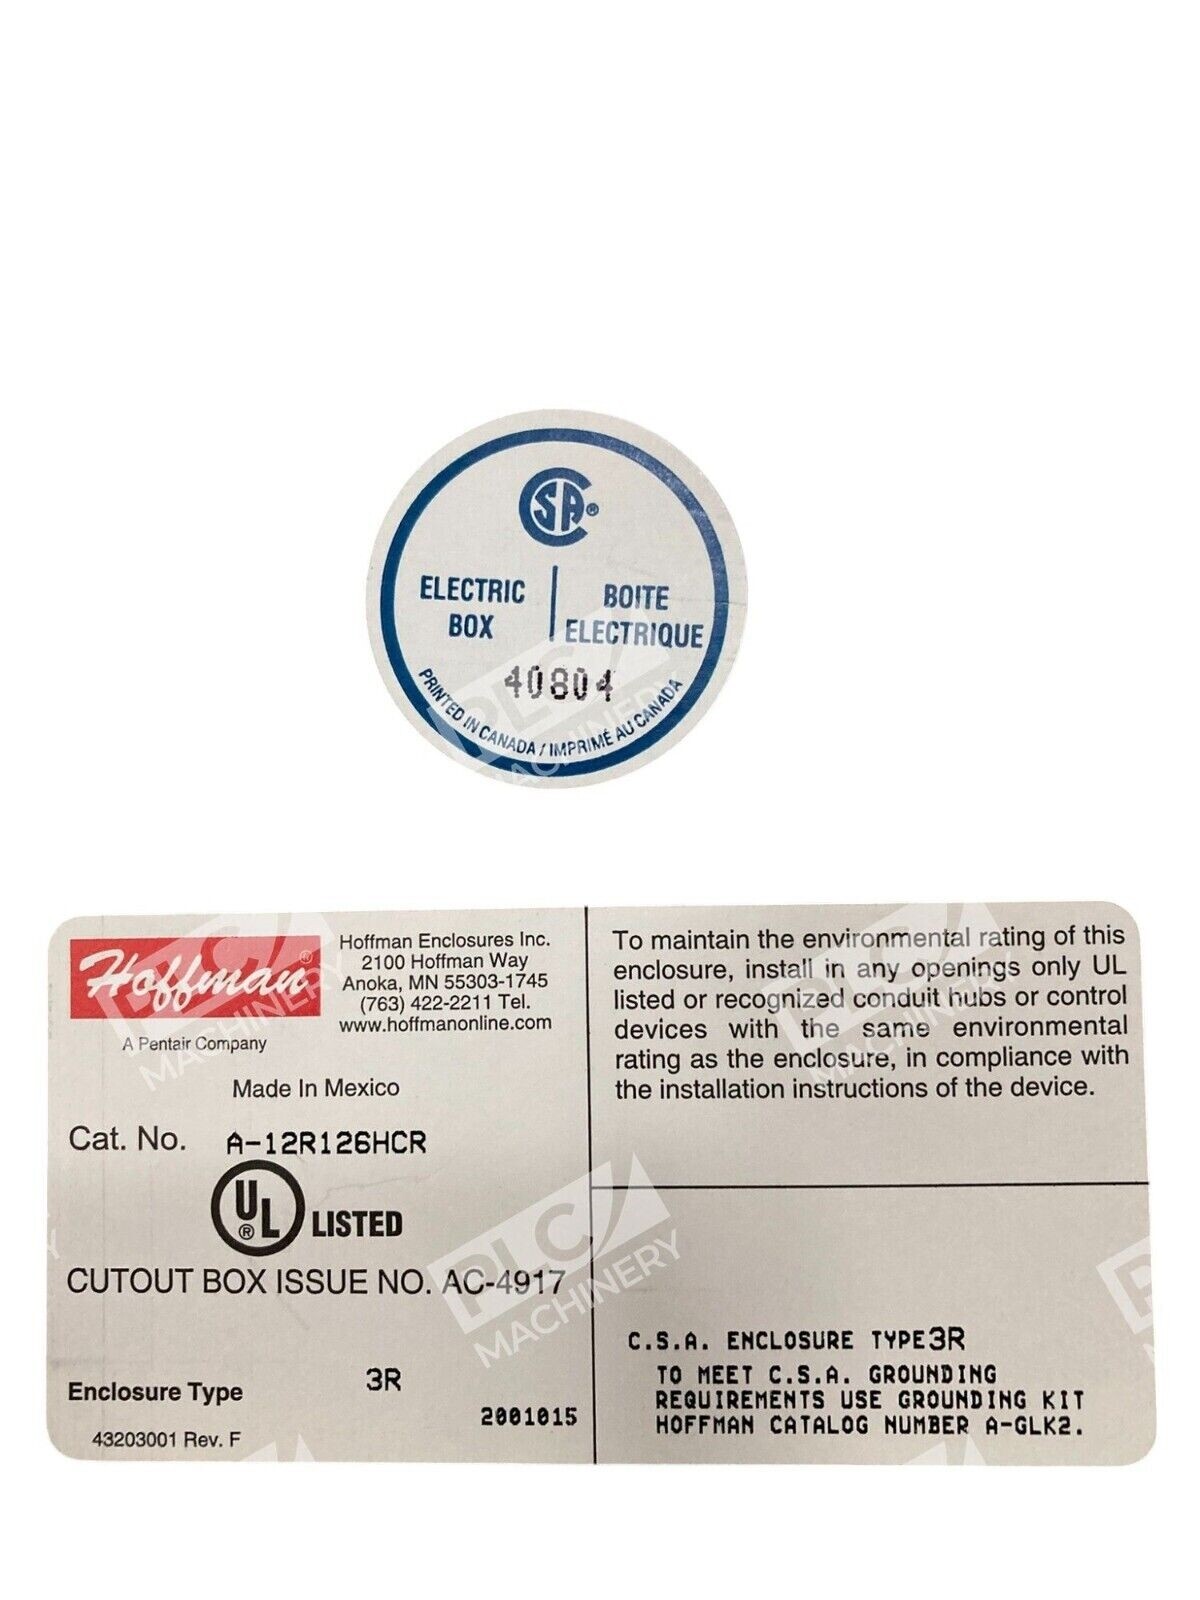 CSA®
ELECTRIC
BOX
BOITE
ELECTRIQUE
40804
PRINTED IN CANADA / IMPRIMÉ AU CANADA
Hoffman®
A Pentair Company
Hoffman Enclosures Inc.
2100 Hoffman Way
Anoka, MN 55303-1745
(763) 422-2211 Tel.
www.hoffmanonline.com
Made In Mexico
Cat. No. A-12R126HCR
UL® LISTED
CUTOUT BOX ISSUE NO. AC-4917
Enclosure Type 3R
2001015
43203001 Rev. F
To maintain the environmental rating of this
enclosure, install in any openings only UL
listed or recognized conduit hubs or control
devices with the same environmental
rating as the enclosure, in compliance with
the installation instructions of the device.
C.S.A. ENCLOSURE TYPE3R
TO MEET C.S.A. GROUNDING
REQUIREMENTS USE GROUNDING KIT
HOFFMAN CATALOG NUMBER A-GLK2.
PLC MACHINERY